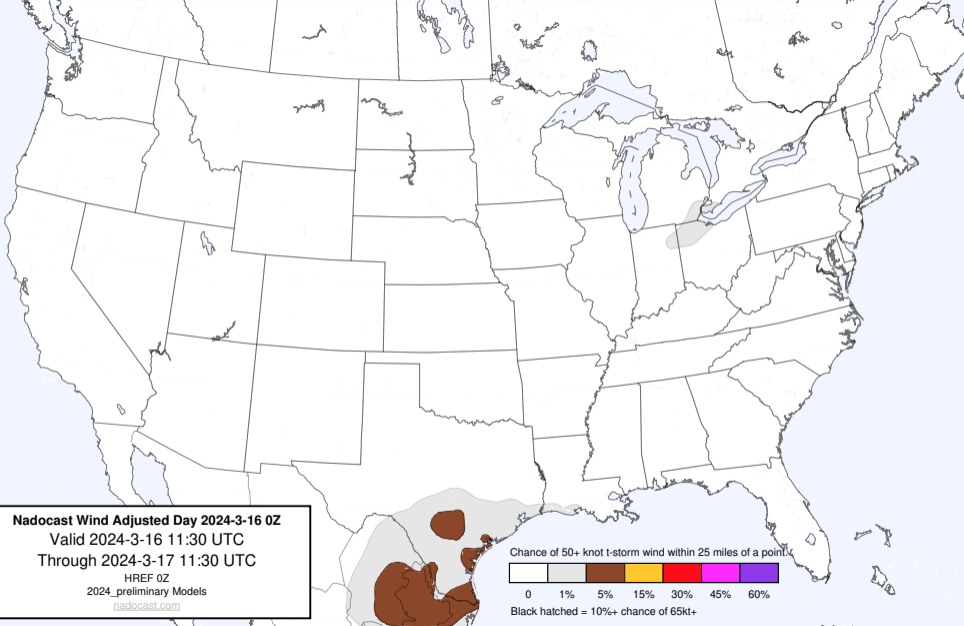 Nadocast Wind Adjusted Day 2024-3-16 0Z
Valid 2024-3-16 11:30 UTC
Through 2024-3-17 11:30 UTC
HREF 0Z
2024_preliminary Models
nadocast.com
Chance of 50+ knot t-storm wind within 25 miles of a point.
0 1% 5% 15% 30% 45% 60%
Black hatched = 10%+ chance of 65kt+